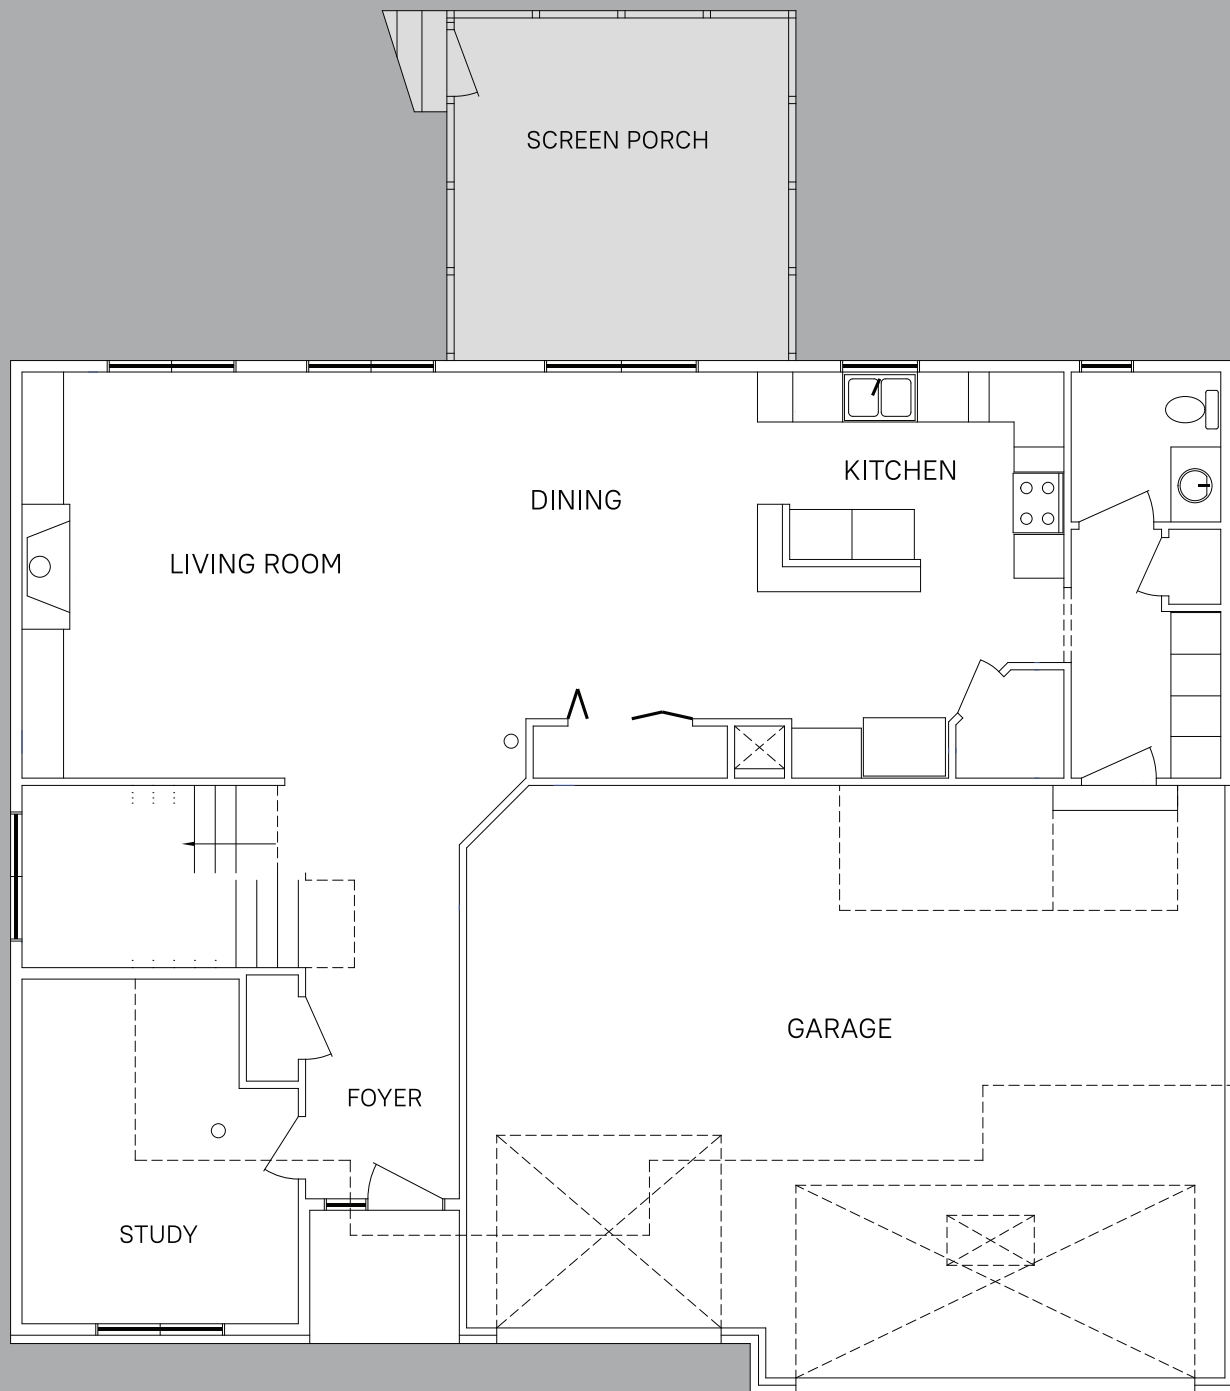 SCREEN PORCH
KITCHEN
DINING
LIVING ROOM
GARAGE
FOYER
STUDY